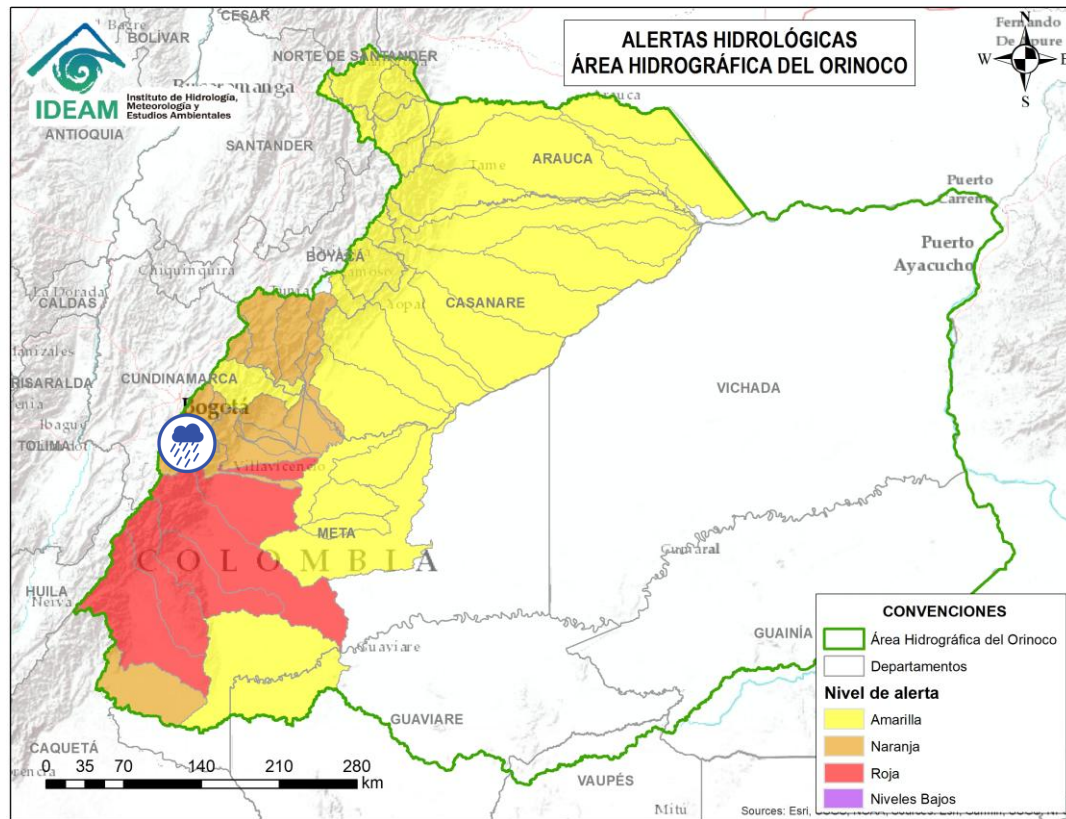 ALERTAS HIDROLÓGICAS
ÁREA HIDROGRÁFICA DEL ORINOCO
IDEAM
Instituto de Hidrología,
Meteorología y
Estudios Ambientales
N
W
E
S
BOLÍVAR
CESAR
NORTE DE SANTANDER
Fernando
De Apure
Arauca
ANTIOQUIA
SANTANDER
ARAUCA
Tame
Puerto
Carreño
Puerto
Ayacucho
BOYACÁ
Chiquinquira
Tunja
Yopal
CASANARE
La Dorada
CALDAS
Manizales
RISARALDA
CUNDINAMARCA
Bogotá
VICHADA
Ibagué
TOLIMA
Villavicencio
META
COLOMBIA
Cumaral
HUILA
Neiva
Guaviare
GUAINÍA
GUAVIARE
CAQUETÁ
VAUPÉS
Mitú
0 35 70 140 210 280
km
CONVENCIONES
Área Hidrográfica del Orinoco
Departamentos
Nivel de alerta
Amarilla
Naranja
Roja
Niveles Bajos
Sources: Esri,